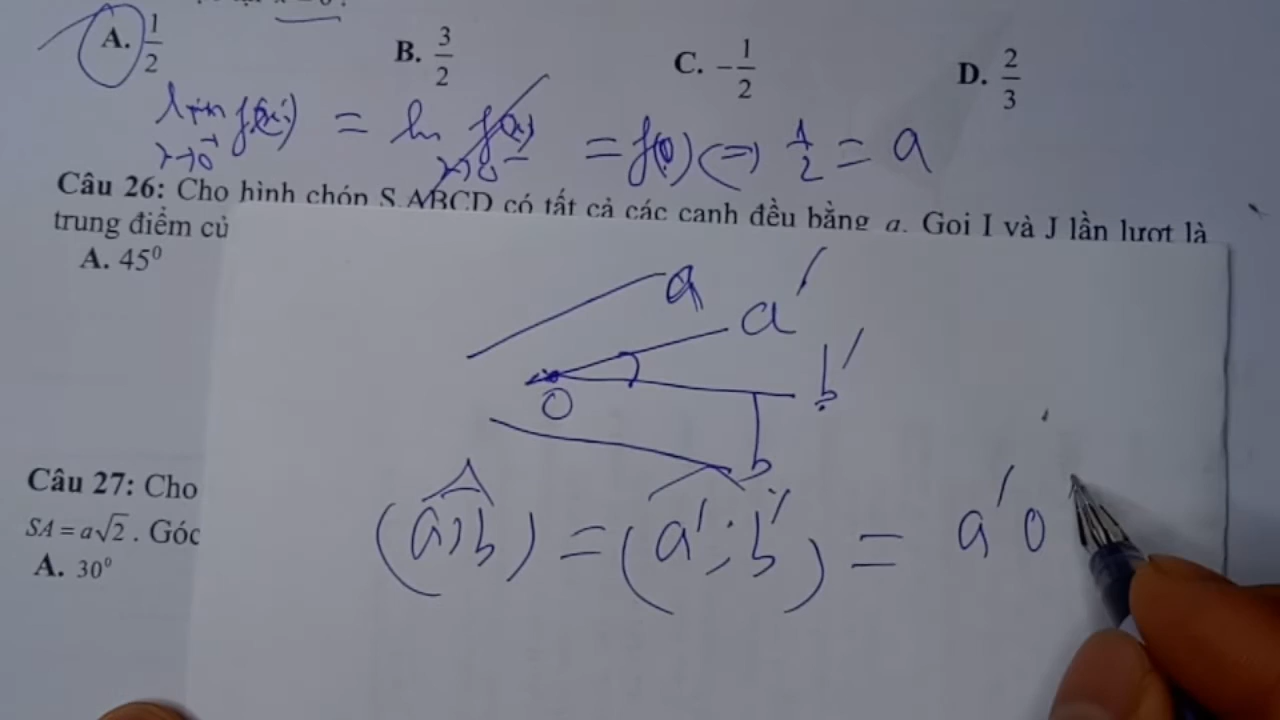 A. 1/2 B. 3/2 C. -1/2 D. 2/3
= = f(0) (=) 1/2 = a
Câu 26: Cho hình chóp S.ABCD có tất cả các cạnh đều bằng a. Gọi I và J lần lượt là
trung điểm củ
A. 45⁰
a
a'
b'
O
b
Câu 27: Cho
(a,b) = (a';b') = a'o
SA = a√2. Góc
A. 30⁰